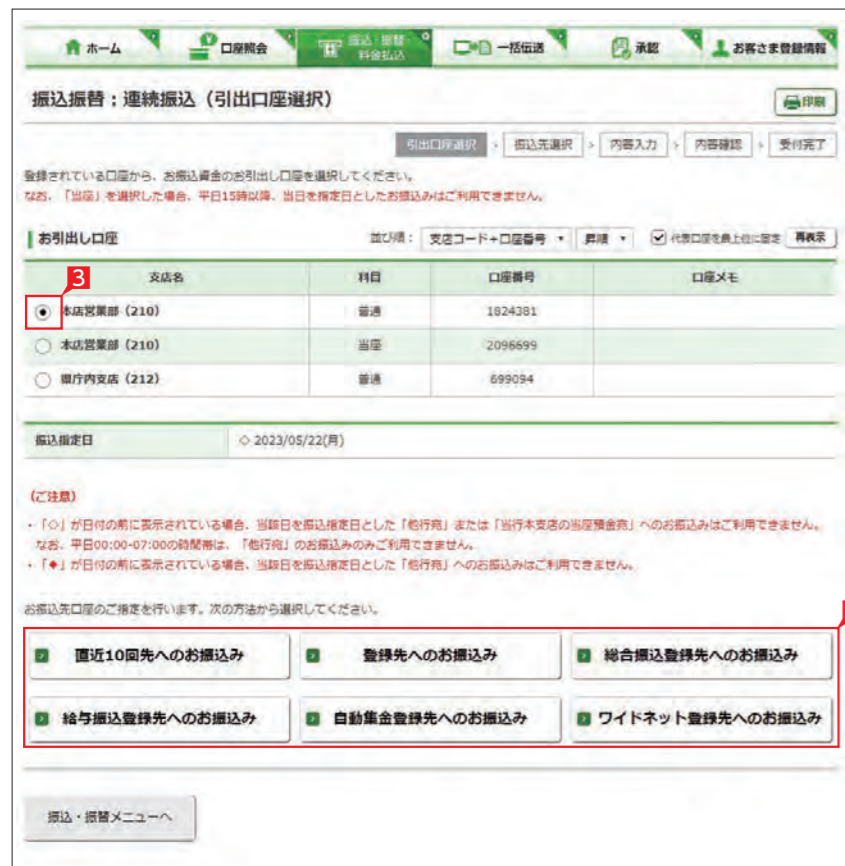 ホーム 口座照会 振込・振替・ 一括伝送 承認 お客さま登録情報
料金払込
振込振替：連続振込（引出口座選択）
印刷
引出口座選択 › 振込先選択 › 内容入力 › 内容確認 › 受付完了
登録されている口座から、お振込資金のお引出し口座を選択してください。
なお、「当座」を選択した場合、平日15時以降、当日を指定日としたお振込みはご利用できません。
お引出し口座 並び順： 支店コード+口座番号 昇順 代表口座を最上位に固定 再表示
支店名 科目 口座番号 口座メモ
3
本店営業部（210） 普通 1824381
本店営業部（210） 当座 2096699
県庁内支店（212） 普通 699094
振込指定日 ◇ 2023/05/22(月)
（ご注意）
・「◇」が日付の前に表示されている場合、当該日を振込指定日とした「他行宛」または「当行本支店の当座預金宛」へのお振込みはご利用できません。
なお、平日00:00-07:00の時間帯は、「他行宛」のお振込みのみご利用できません。
・「◆」が日付の前に表示されている場合、当該日を振込指定日とした「他行宛」へのお振込みはご利用できません。
お振込先口座のご指定を行います。次の方法から選択してください。
直近10回先へのお振込み 登録先へのお振込み 総合振込登録先へのお振込み
給与振込登録先へのお振込み 自動集金登録先へのお振込み ワイドネット登録先へのお振込み
振込・振替メニューへ